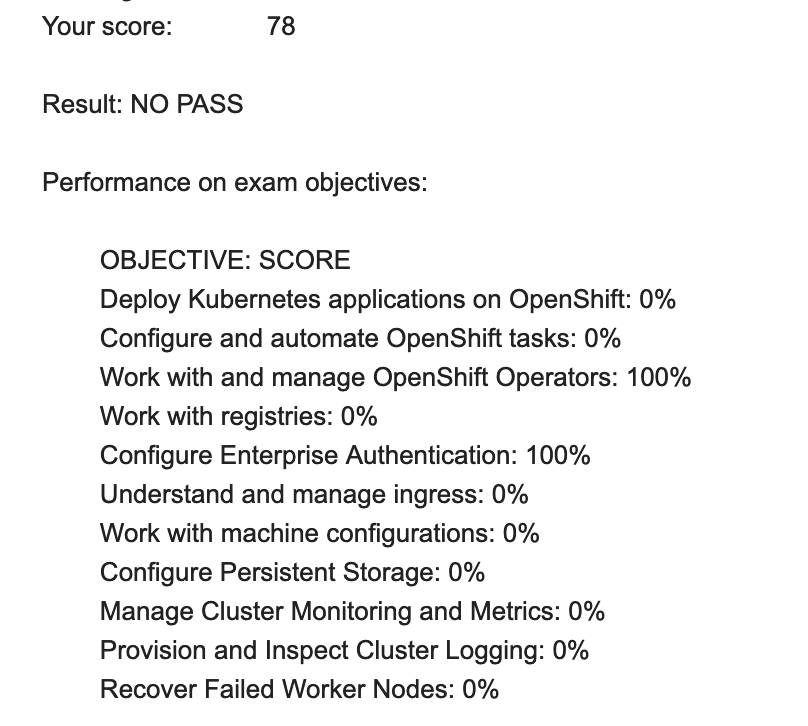 Your score: 78
Result: NO PASS
Performance on exam objectives:
OBJECTIVE: SCORE
Deploy Kubernetes applications on OpenShift: 0%
Configure and automate OpenShift tasks: 0%
Work with and manage OpenShift Operators: 100%
Work with registries: 0%
Configure Enterprise Authentication: 100%
Understand and manage ingress: 0%
Work with machine configurations: 0%
Configure Persistent Storage: 0%
Manage Cluster Monitoring and Metrics: 0%
Provision and Inspect Cluster Logging: 0%
Recover Failed Worker Nodes: 0%